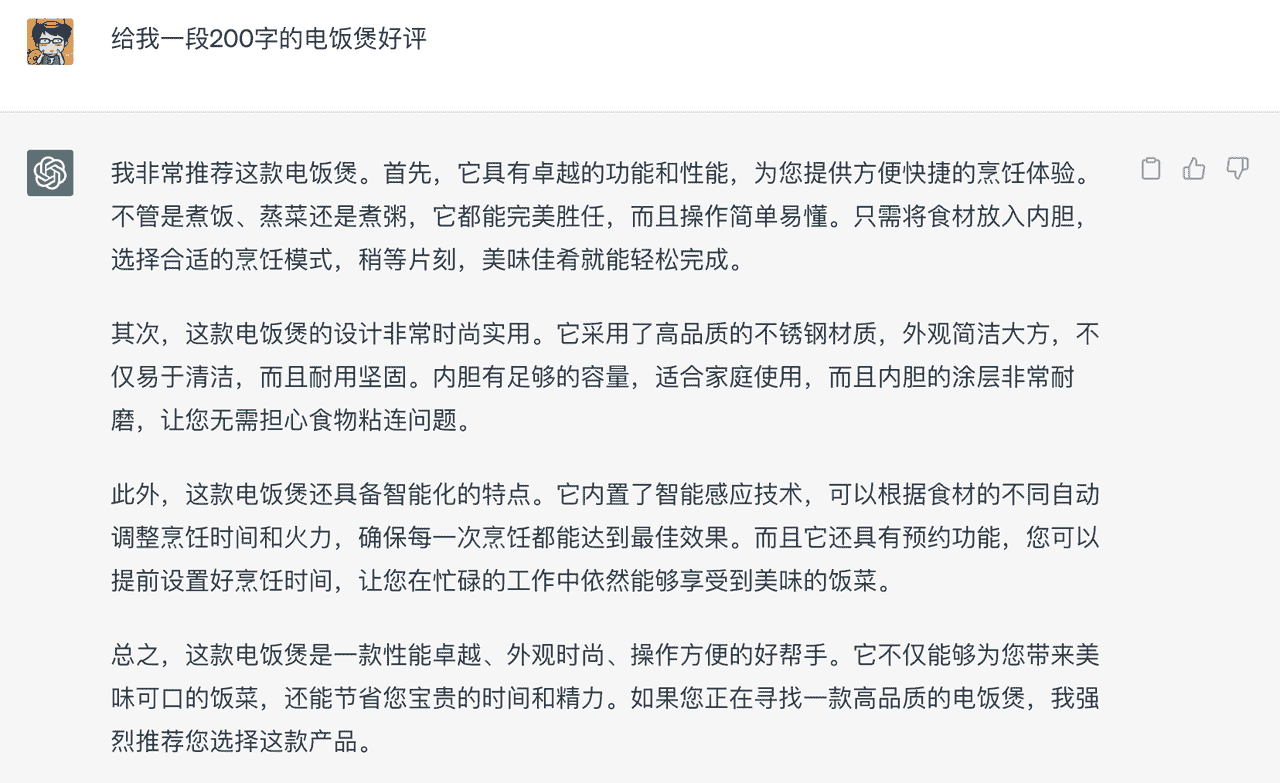 给我一段200字的电饭煲好评
我非常推荐这款电饭煲。首先，它具有卓越的功能和性能，为您提供方便快捷的烹饪体验。
不管是煮饭、蒸菜还是煮粥，它都能完美胜任，而且操作简单易懂。只需将食材放入内胆，
选择合适的烹饪模式，稍等片刻，美味佳肴就能轻松完成。
其次，这款电饭煲的设计非常时尚实用。它采用了高品质的不锈钢材质，外观简洁大方，不
仅易于清洁，而且耐用坚固。内胆有足够的容量，适合家庭使用，而且内胆的涂层非常耐
磨，让您无需担心食物粘连问题。
此外，这款电饭煲还具备智能化的特点。它内置了智能感应技术，可以根据食材的不同自动
调整烹饪时间和火力，确保每一次烹饪都能达到最佳效果。而且它还具有预约功能，您可以
提前设置好烹饪时间，让您在忙碌的工作中依然能够享受到美味的饭菜。
总之，这款电饭煲是一款性能卓越、外观时尚、操作方便的好帮手。它不仅能够为您带来美
味可口的饭菜，还能节省您宝贵的时间和精力。如果您正在寻找一款高品质的电饭煲，我强
烈推荐您选择这款产品。